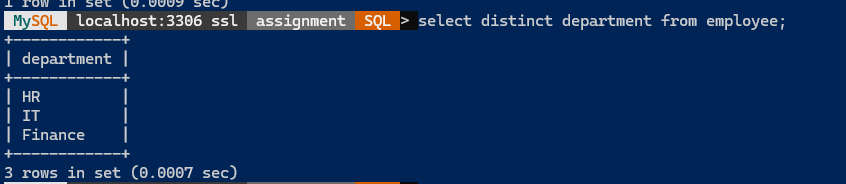 1 row in set (0.0009 sec)
MySQL localhost:3306 ssl assignment SQL > select distinct department from employee;
+------------+
| department |
+------------+
| HR         |
| IT         |
| Finance    |
+------------+
3 rows in set (0.0007 sec)